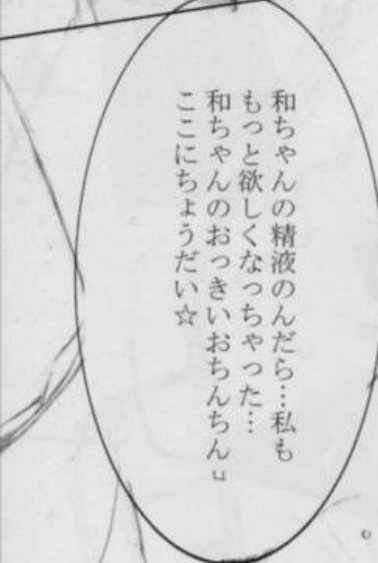 和ちゃんの精液のんだら…私も
もっと欲しくなっちゃった…
和ちゃんのおっきいおちんちん
ここにちょうだい☆